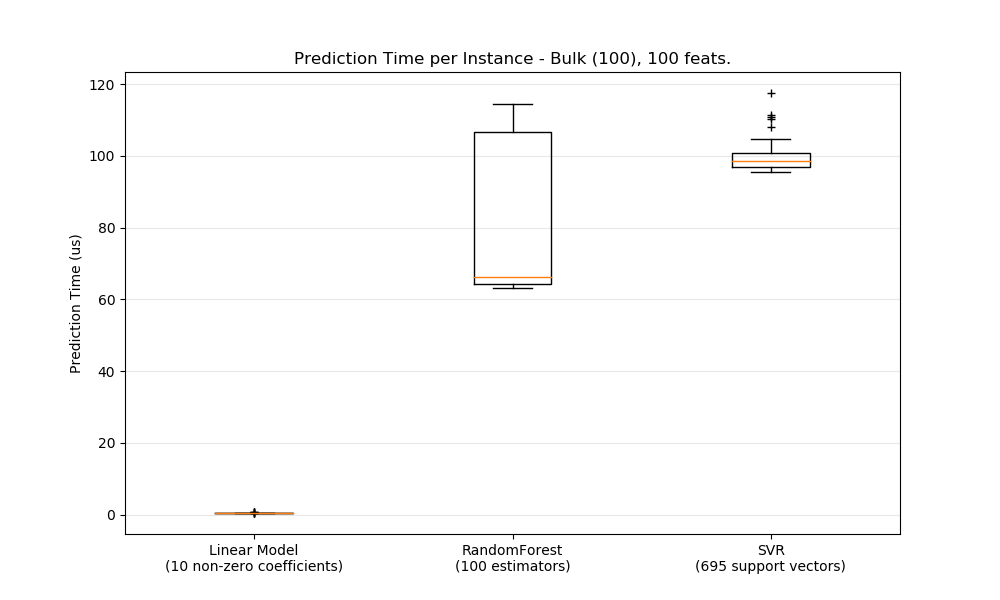 Prediction Time per Instance - Bulk (100), 100 feats.
120
100
80
60
40
20
0
Prediction Time (us)
Linear Model
(10 non-zero coefficients)
RandomForest
(100 estimators)
SVR
(695 support vectors)